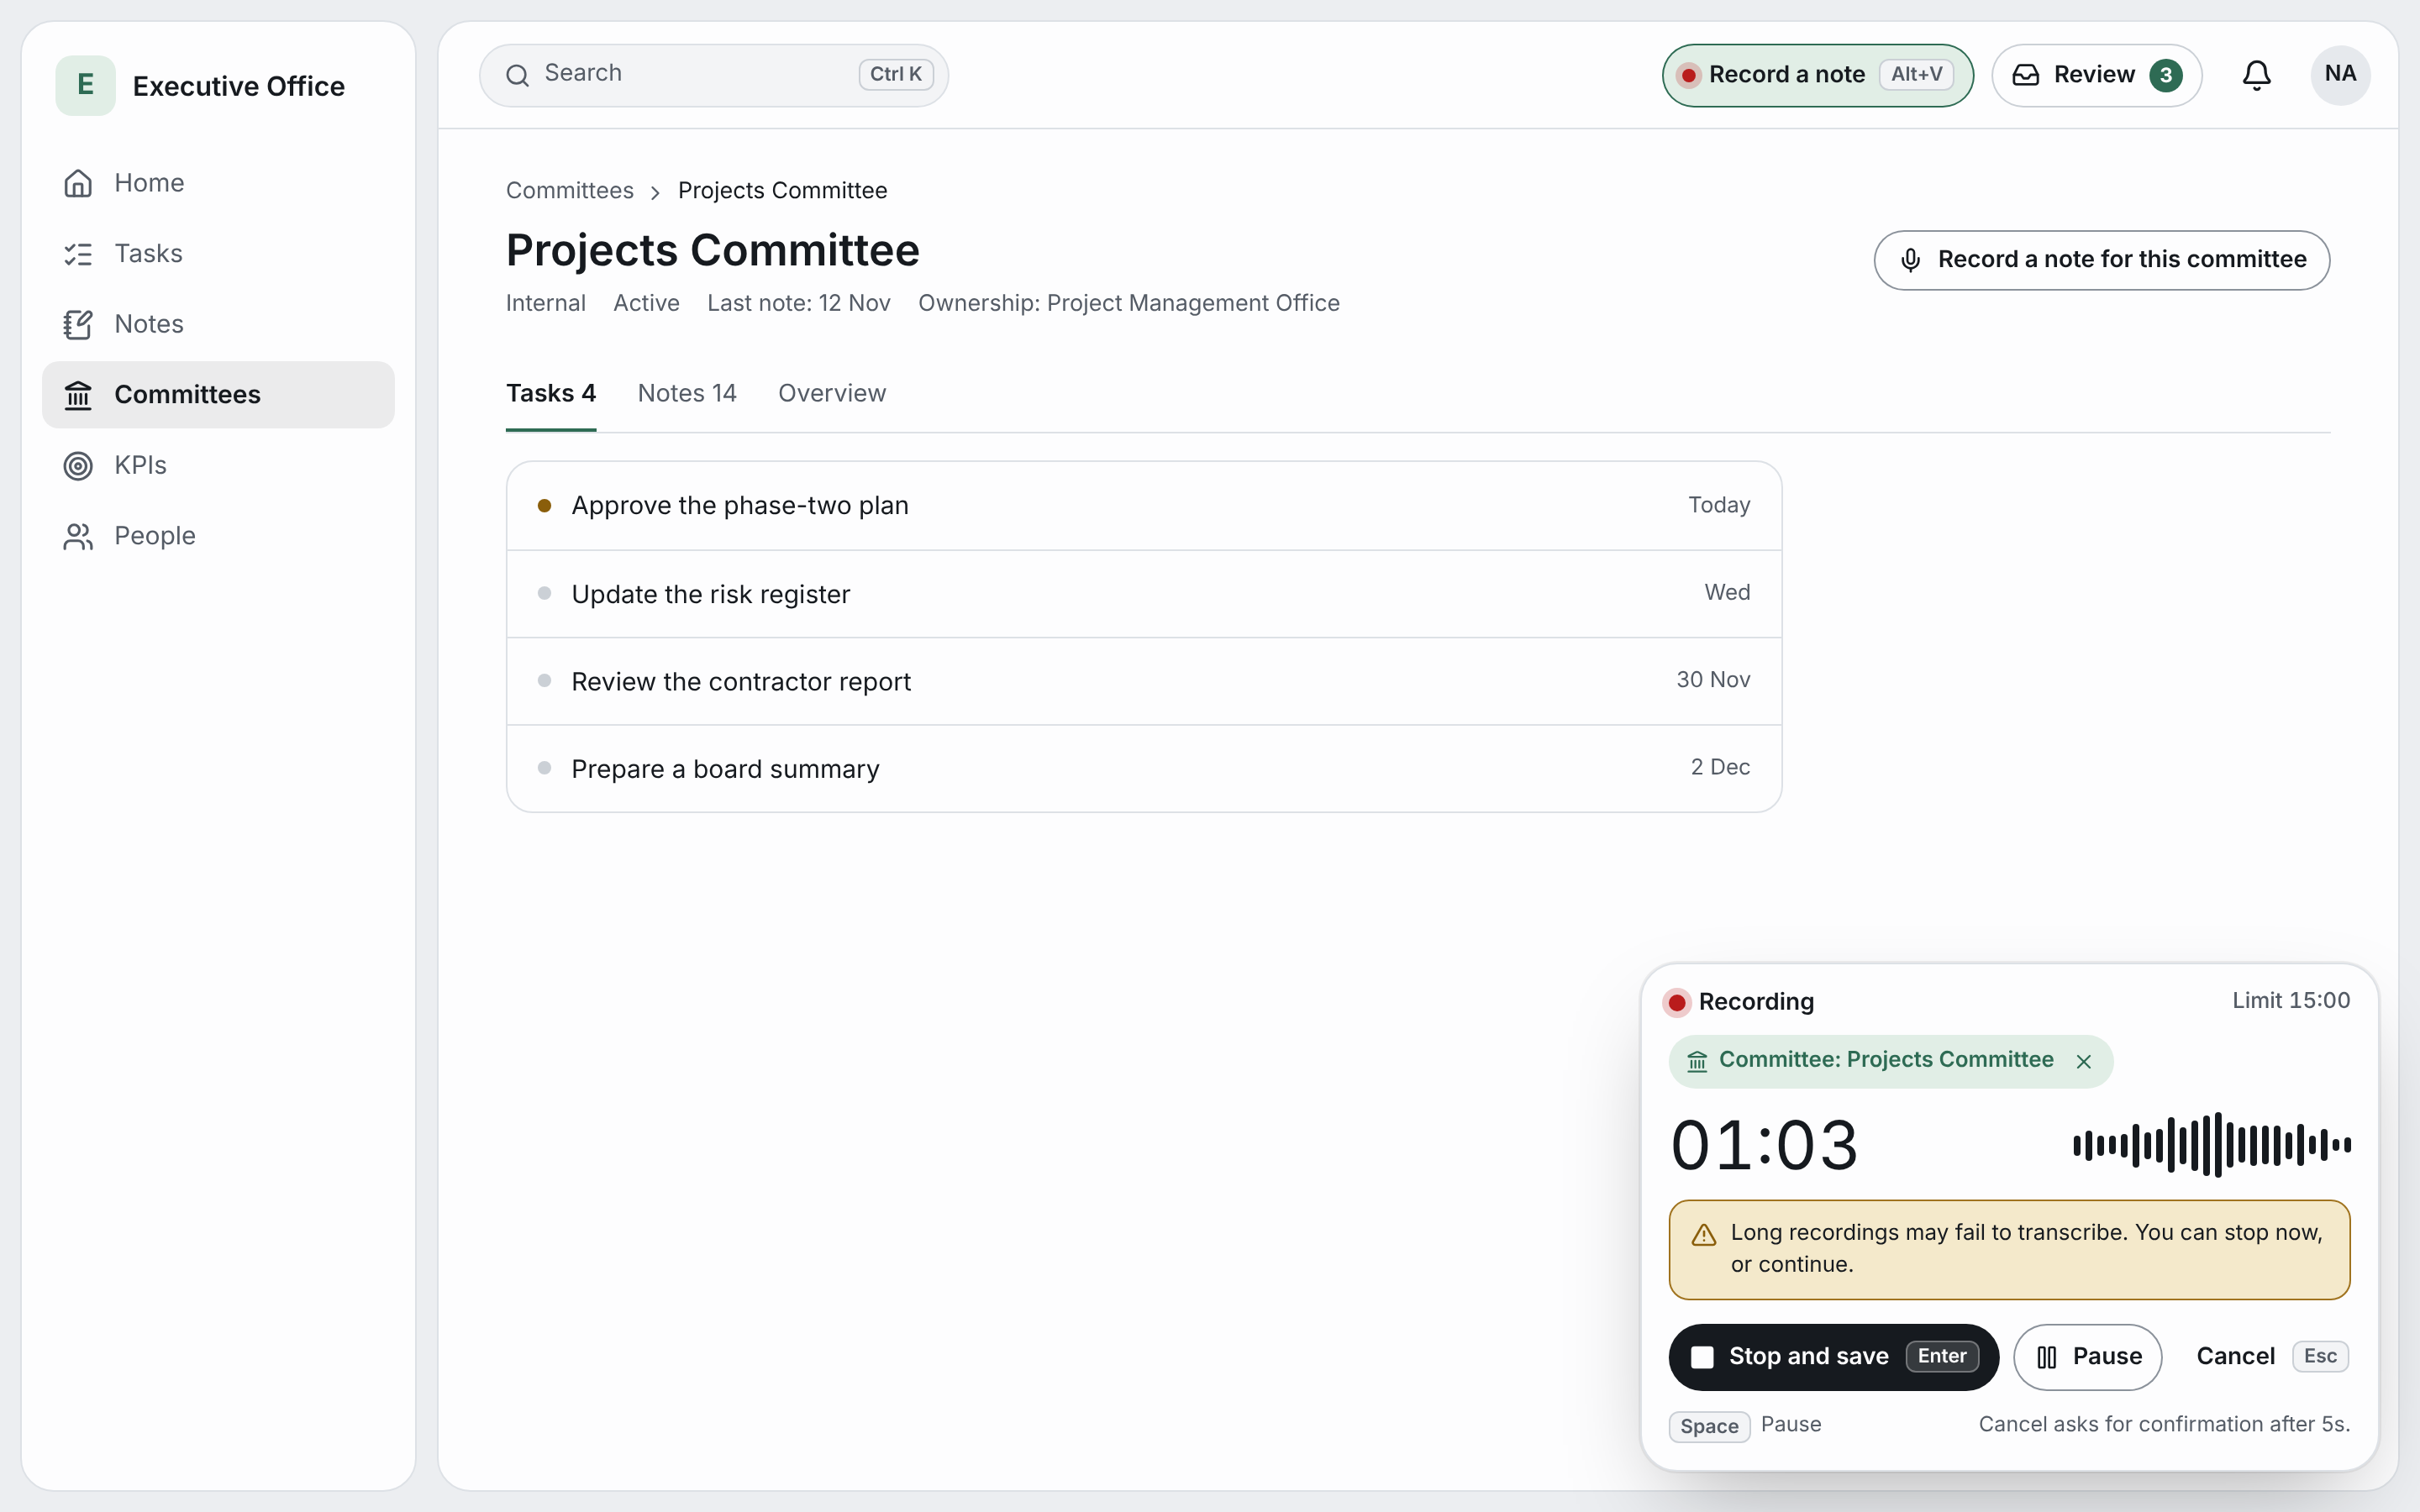 E Executive Office
Home
Tasks
Notes
Committees
KPIs
People
Search Ctrl K
Record a note Alt+V
Review 3
NA
Committees > Projects Committee
Projects Committee
Record a note for this committee
Internal Active Last note: 12 Nov Ownership: Project Management Office
Tasks 4 Notes 14 Overview
Approve the phase-two plan Today
Update the risk register Wed
Review the contractor report 30 Nov
Prepare a board summary 2 Dec
Recording Limit 15:00
Committee: Projects Committee
01:03
Long recordings may fail to transcribe. You can stop now,
or continue.
Stop and save Enter Pause Cancel Esc
Space Pause Cancel asks for confirmation after 5s.